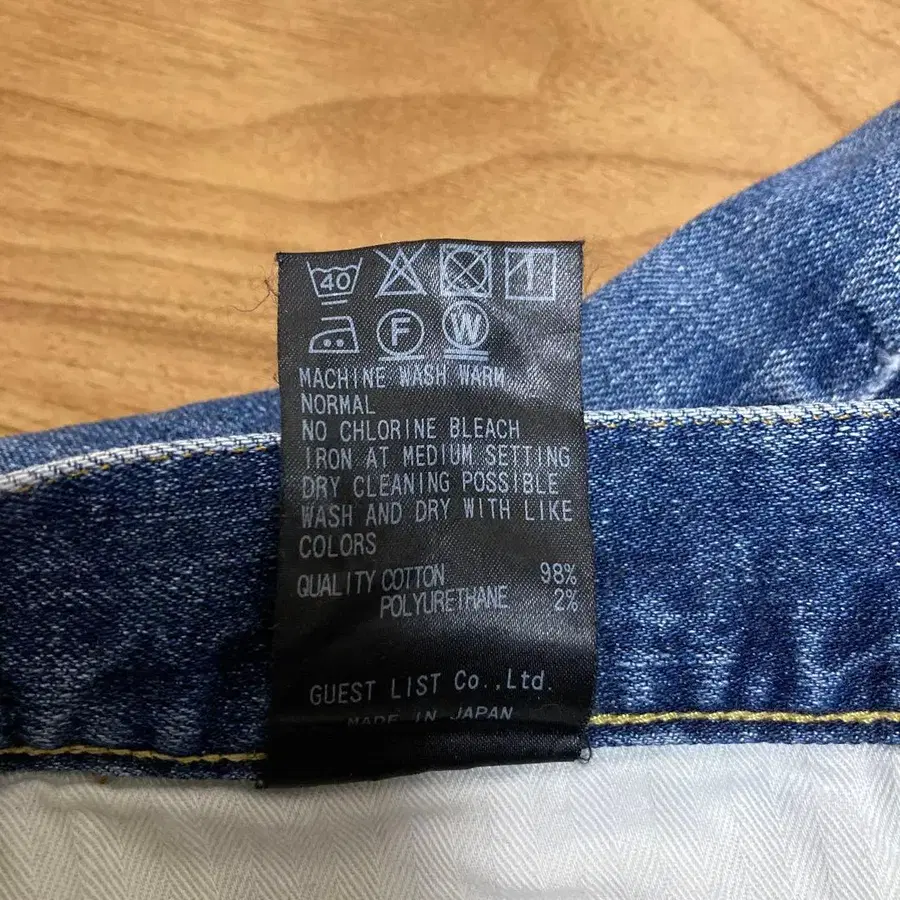 40
F W
MACHINE WASH WARM
NORMAL
NO CHLORINE BLEACH
IRON AT MEDIUM SETTING
DRY CLEANING POSSIBLE
WASH AND DRY WITH LIKE
COLORS
QUALITY COTTON 98%
POLYURETHANE 2%
GUEST LIST Co.,Ltd.
MADE IN JAPAN